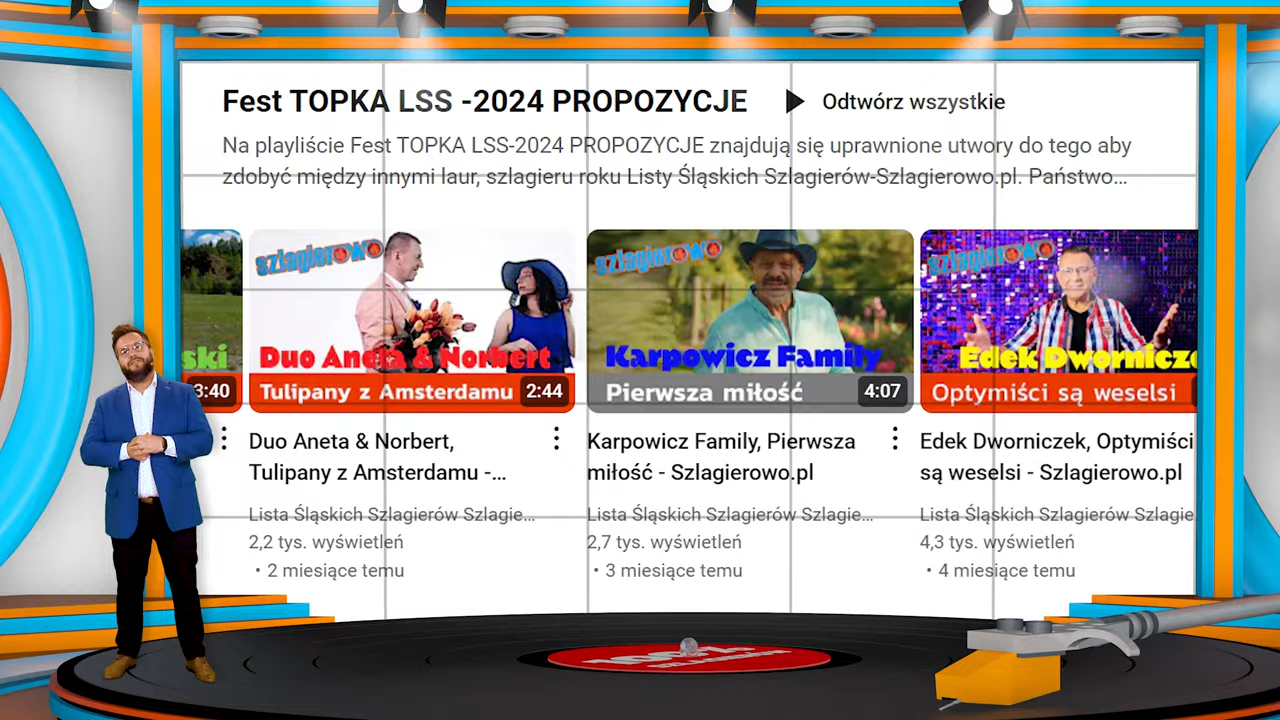 Fest TOPKA LSS -2024 PROPOZYCJE
Odtwórz wszystkie
Na playliście Fest TOPKA LSS-2024 PROPOZYCJE znajdują się uprawnione utwory do tego aby
zdobyć między innymi laur, szlagieru roku Listy Śląskich Szlagierów-Szlagierowo.pl. Państwo...
ski
3:40
szlagierowo
Duo Aneta & Norbert
Tulipany z Amsterdamu
2:44
szlagierowo
Karpowicz Family
Pierwsza miłość
4:07
szlagierowo
Edek Dwornicze
Optymiści są weselsi
Duo Aneta & Norbert,
Tulipany z Amsterdamu -...
Lista Śląskich Szlagierów Szlagie...
2,2 tys. wyświetleń
• 2 miesiące temu
Karpowicz Family, Pierwsza
miłość - Szlagierowo.pl
Lista Śląskich Szlagierów Szlagie...
2,7 tys. wyświetleń
• 3 miesiące temu
Edek Dworniczek, Optymiści
są weselsi - Szlagierowo.pl
Lista Śląskich Szlagierów Szlagie
4,3 tys. wyświetleń
• 4 miesiące temu